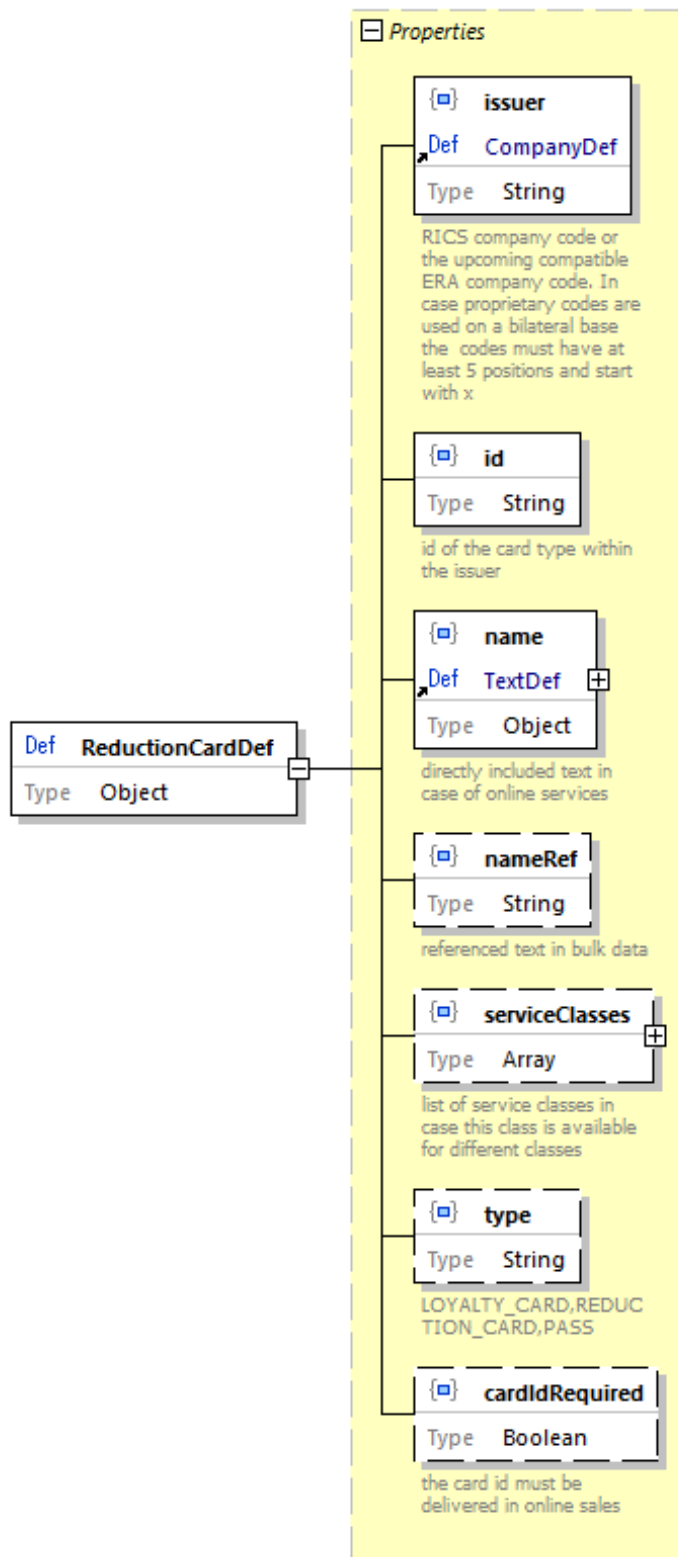 Properties
issuer
Def CompanyDef
Type String
RICS company code or
the upcoming compatible
ERA company code. In
case proprietary codes are
used on a bilateral base
the codes must have at
least 5 positions and start
with x
id
Type String
id of the card type within
the issuer
name
Def TextDef
Type Object
directly included text in
case of online services
Def ReductionCardDef
Type Object
nameRef
Type String
referenced text in bulk data
serviceClasses
Type Array
list of service classes in
case this class is available
for different classes
type
Type String
LOYALTY_CARD,REDUC
TION_CARD,PASS
cardIdRequired
Type Boolean
the card id must be
delivered in online sales